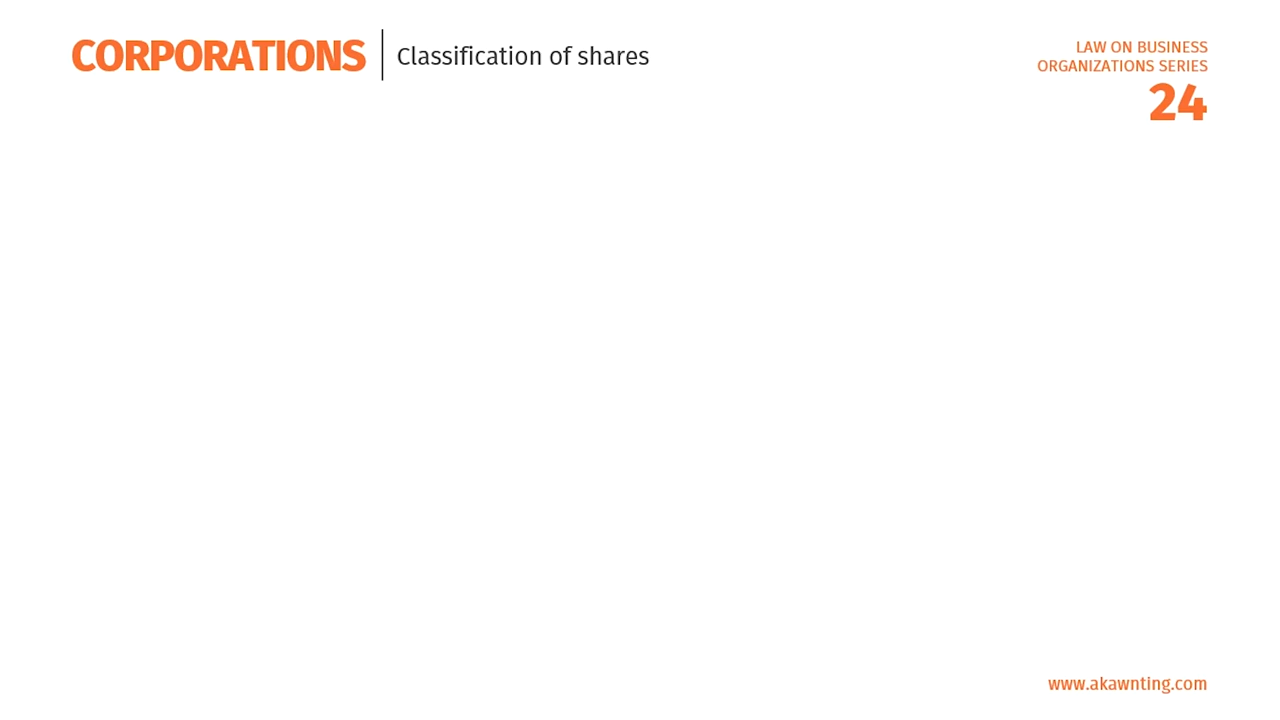 CORPORATIONS | Classification of shares
LAW ON BUSINESS
ORGANIZATIONS SERIES
24
www.akawnting.com